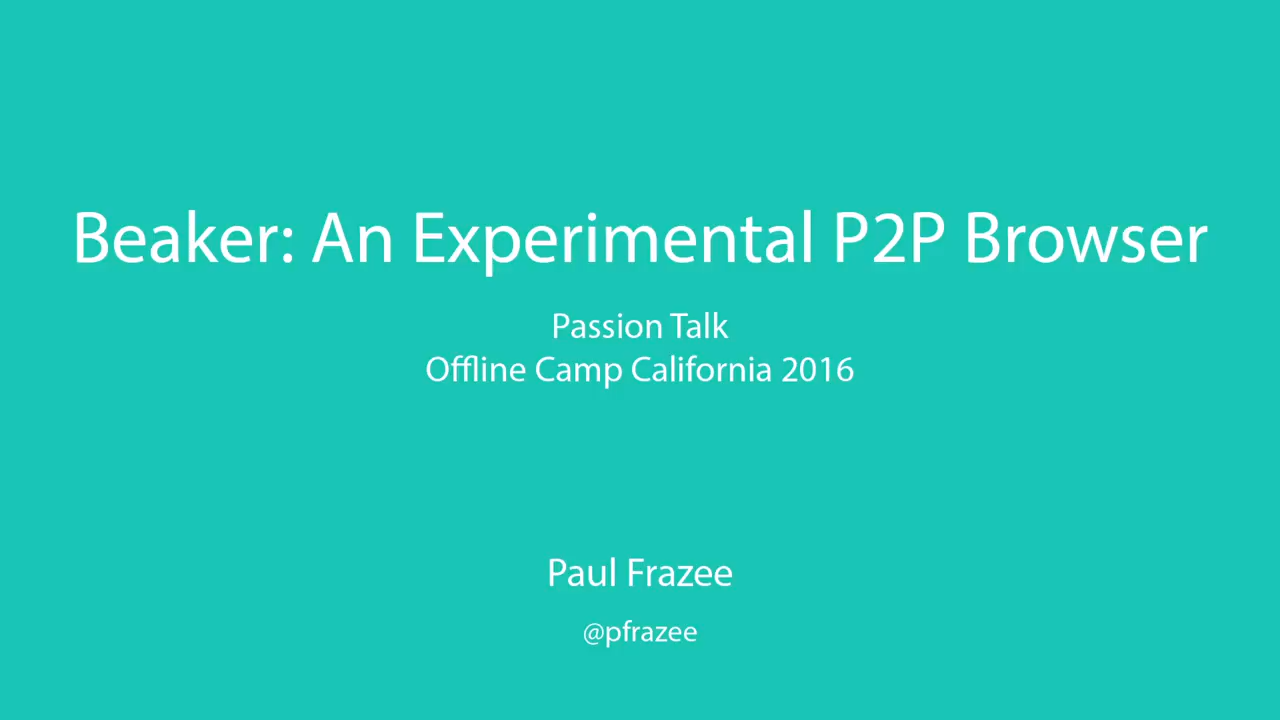 Beaker: An Experimental P2P Browser
Passion Talk
Offline Camp California 2016
Paul Frazee
@pfrazee